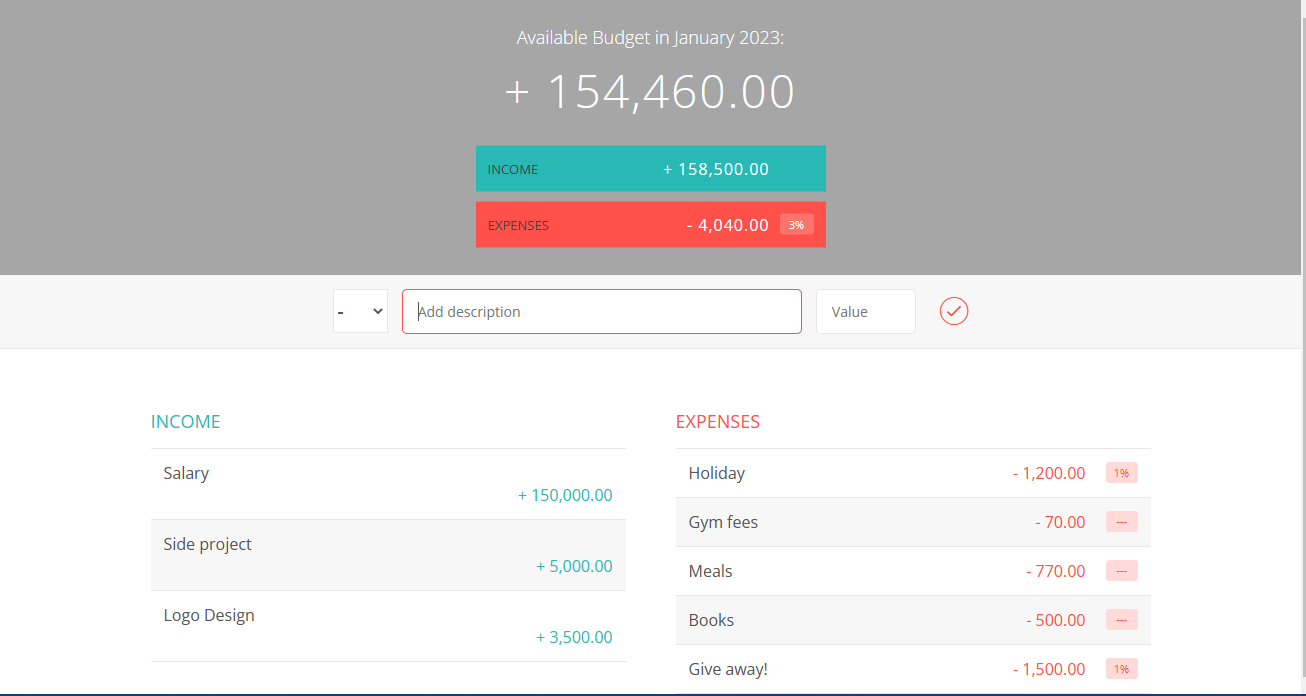 Available Budget in January 2023:
+ 154,460.00
INCOME + 158,500.00
EXPENSES - 4,040.00 3%
- Add description Value
INCOME
Salary
+ 150,000.00
Side project
+ 5,000.00
Logo Design
+ 3,500.00
EXPENSES
Holiday - 1,200.00 1%
Gym fees - 70.00 ---
Meals - 770.00 ---
Books - 500.00 ---
Give away! - 1,500.00 1%